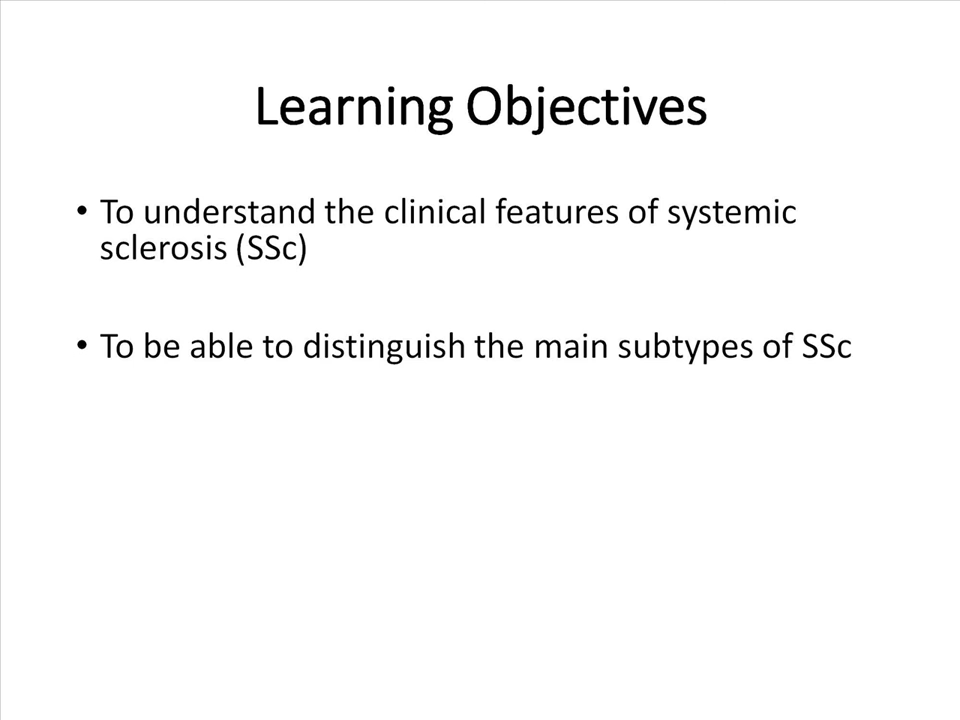 Learning Objectives
• To understand the clinical features of systemic
sclerosis (SSc)
• To be able to distinguish the main subtypes of SSc